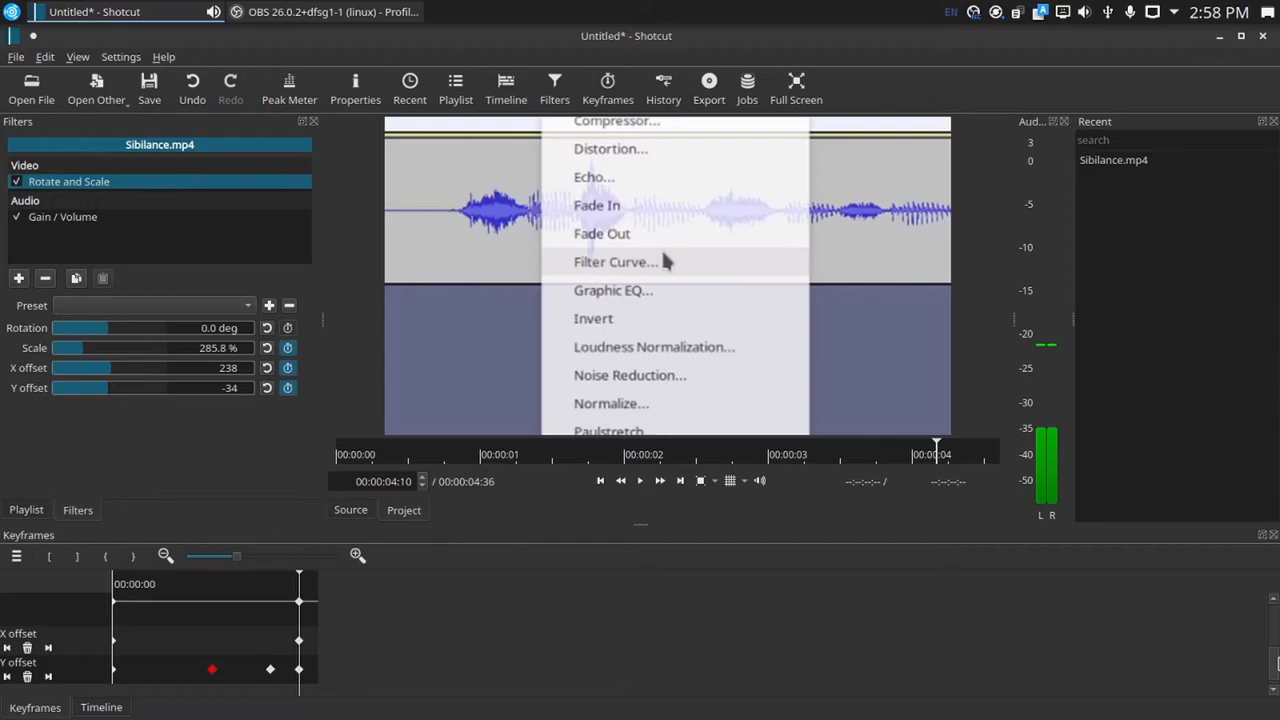 Untitled* - Shotcut
OBS 26.0.2+dfsg1-1 (linux) - Profil...
EN
2:58 PM
Untitled* - Shotcut
File Edit View Settings Help
Open File Open Other Save Undo Redo Peak Meter Properties Recent Playlist Timeline Filters Keyframes History Export Jobs Full Screen
Filters
Sibilance.mp4
Video
Rotate and Scale
Audio
Gain / Volume
Preset
Rotation 0.0 deg
Scale 285.8 %
X offset 238
Y offset -34
Playlist Filters
Compressor...
Distortion...
Echo...
Fade In
Fade Out
Filter Curve...
Graphic EQ...
Invert
Loudness Normalization...
Noise Reduction...
Normalize...
Paulstretch
00:00:00 00:00:01 00:00:02 00:00:03 00:00:04
00:00:04:10 / 00:00:04:36
--:--:--:-- / --:--:--:--
Source Project
Aud...
3
0
-5
-10
-15
-20
-25
-30
-35
-40
-50
L R
Recent
search
Sibilance.mp4
Keyframes
00:00:00
X offset
Y offset
Keyframes Timeline